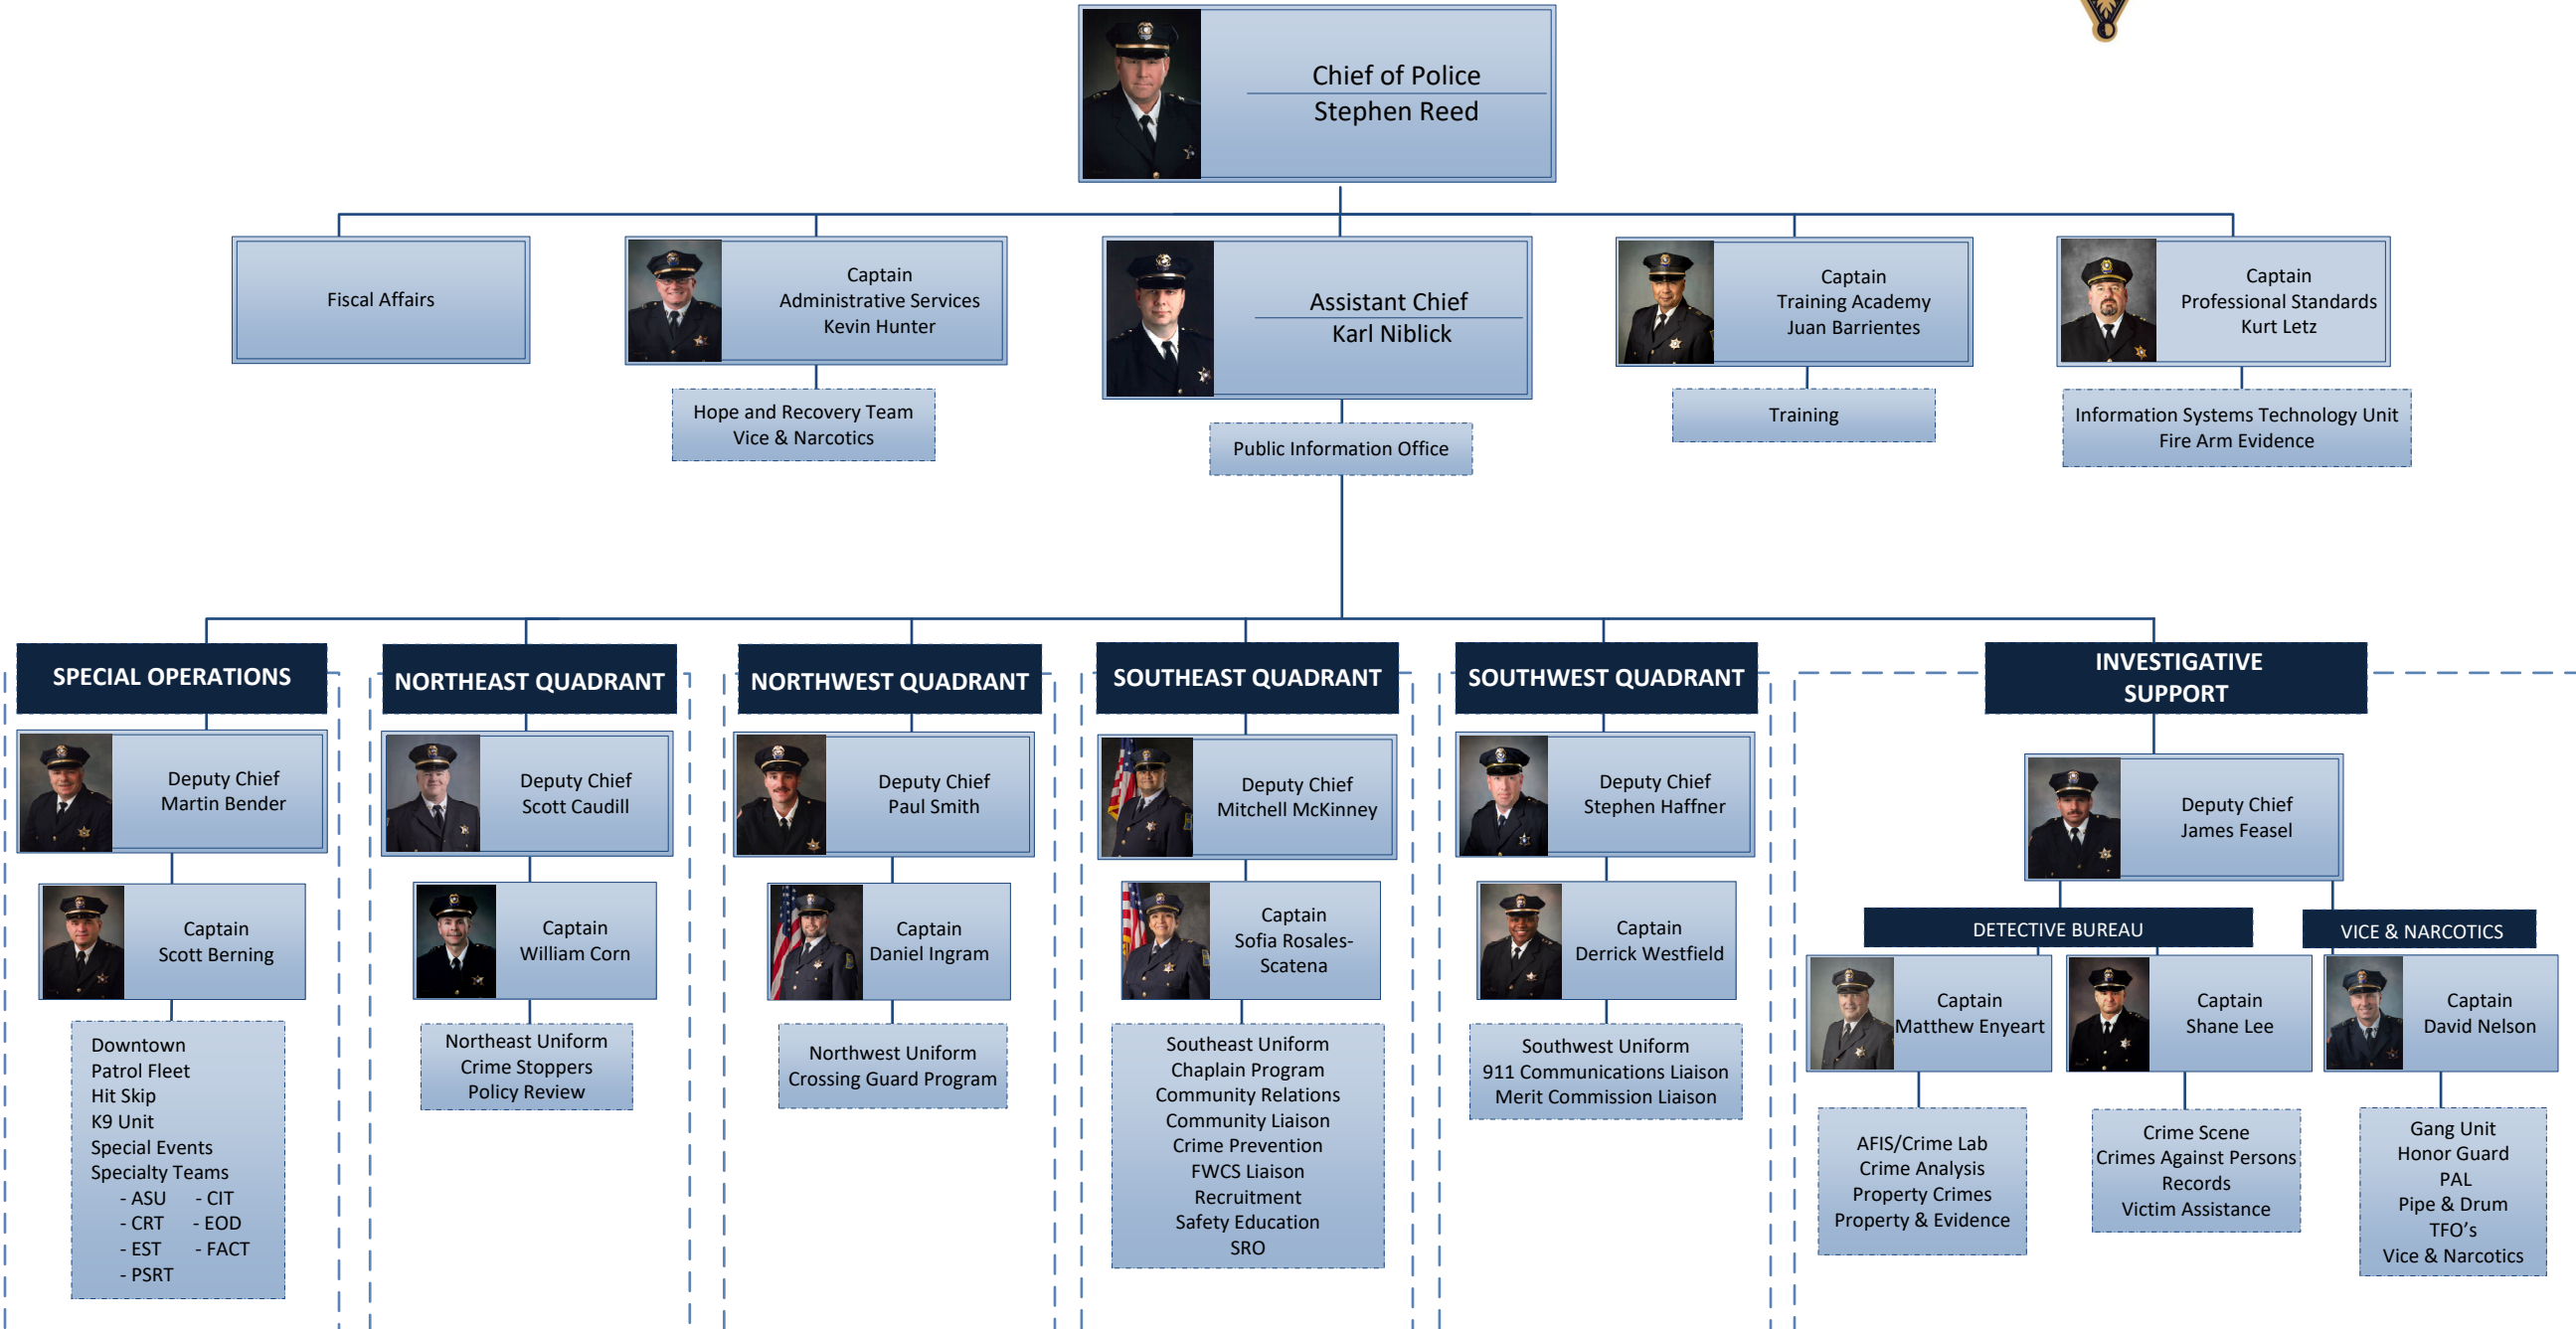 Chief of Police
Stephen Reed
Fiscal Affairs
Captain
Administrative Services
Kevin Hunter
Hope and Recovery Team
Vice & Narcotics
Assistant Chief
Karl Niblick
Public Information Office
Captain
Training Academy
Juan Barrientes
Training
Captain
Professional Standards
Kurt Letz
Information Systems Technology Unit
Fire Arm Evidence
SPECIAL OPERATIONS
Deputy Chief
Martin Bender
Captain
Scott Berning
Downtown
Patrol Fleet
Hit Skip
K9 Unit
Special Events
Specialty Teams
- ASU - CIT
- CRT - EOD
- EST - FACT
- PSRT
NORTHEAST QUADRANT
Deputy Chief
Scott Caudill
Captain
William Corn
Northeast Uniform
Crime Stoppers
Policy Review
NORTHWEST QUADRANT
Deputy Chief
Paul Smith
Captain
Daniel Ingram
Northwest Uniform
Crossing Guard Program
SOUTHEAST QUADRANT
Deputy Chief
Mitchell McKinney
Captain
Sofia Rosales-
Scatena
Southeast Uniform
Chaplain Program
Community Relations
Community Liaison
Crime Prevention
FWCS Liaison
Recruitment
Safety Education
SRO
SOUTHWEST QUADRANT
Deputy Chief
Stephen Haffner
Captain
Derrick Westfield
Southwest Uniform
911 Communications Liaison
Merit Commission Liaison
INVESTIGATIVE
SUPPORT
Deputy Chief
James Feasel
DETECTIVE BUREAU
Captain
Matthew Enyeart
AFIS/Crime Lab
Crime Analysis
Property Crimes
Property & Evidence
Captain
Shane Lee
Crime Scene
Crimes Against Persons
Records
Victim Assistance
VICE & NARCOTICS
Captain
David Nelson
Gang Unit
Honor Guard
PAL
Pipe & Drum
TFO's
Vice & Narcotics